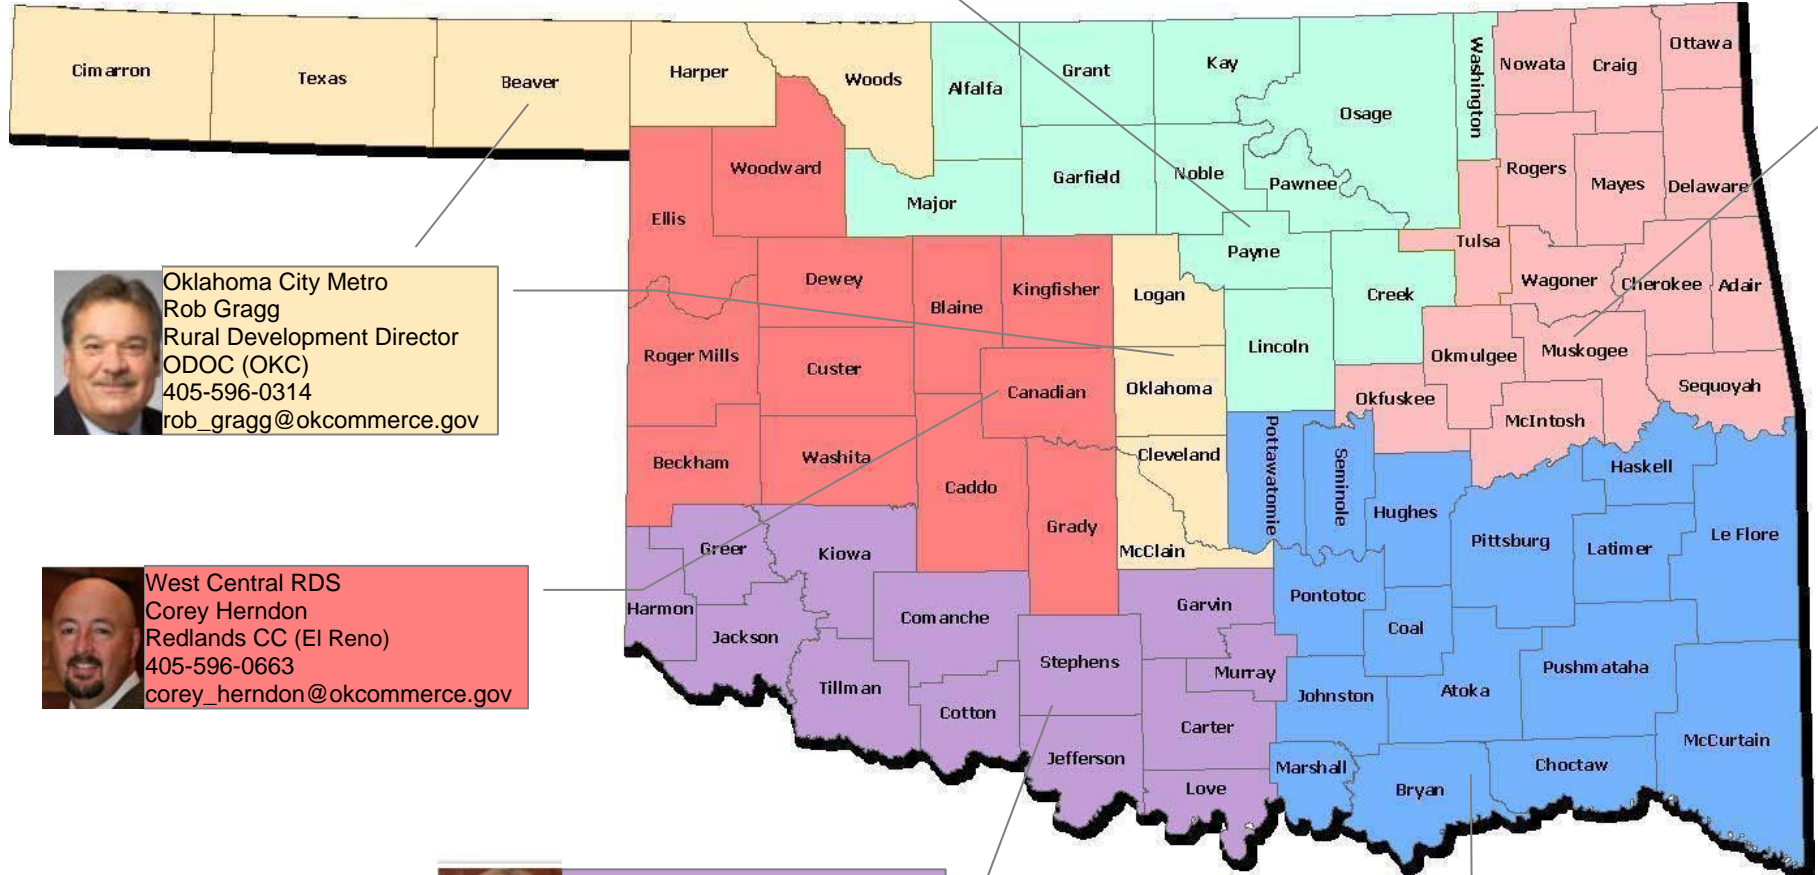 Cimarron
Texas
Beaver
Harper
Woods
Alfalfa
Grant
Kay
Osage
Washington
Nowata
Craig
Ottawa
Woodward
Ellis
Major
Garfield
Noble
Pawnee
Rogers
Mayes
Delaware
Payne
Tulsa
Creek
Wagoner
Cherokee
Adair
Dewey
Blaine
Kingfisher
Logan
Lincoln
Roger Mills
Custer
Canadian
Oklahoma
Okmulgee
Muskogee
Okfuskee
McIntosh
Sequoyah
Beckham
Washita
Caddo
Grady
Cleveland
McClain
Pottawatomie
Seminole
Hughes
Haskell
Pittsburg
Latimer
Le Flore
Greer
Kiowa
Harmon
Jackson
Comanche
Tillman
Cotton
Stephens
Jefferson
Garvin
Murray
Carter
Love
Pontotoc
Coal
Johnston
Atoka
Pushmataha
McCurtain
Marshall
Bryan
Choctaw
Oklahoma City Metro
Rob Gragg
Rural Development Director
ODOC (OKC)
405-596-0314
rob_gragg@okcommerce.gov
West Central RDS
Corey Herndon
Redlands CC (El Reno)
405-596-0663
corey_herndon@okcommerce.gov